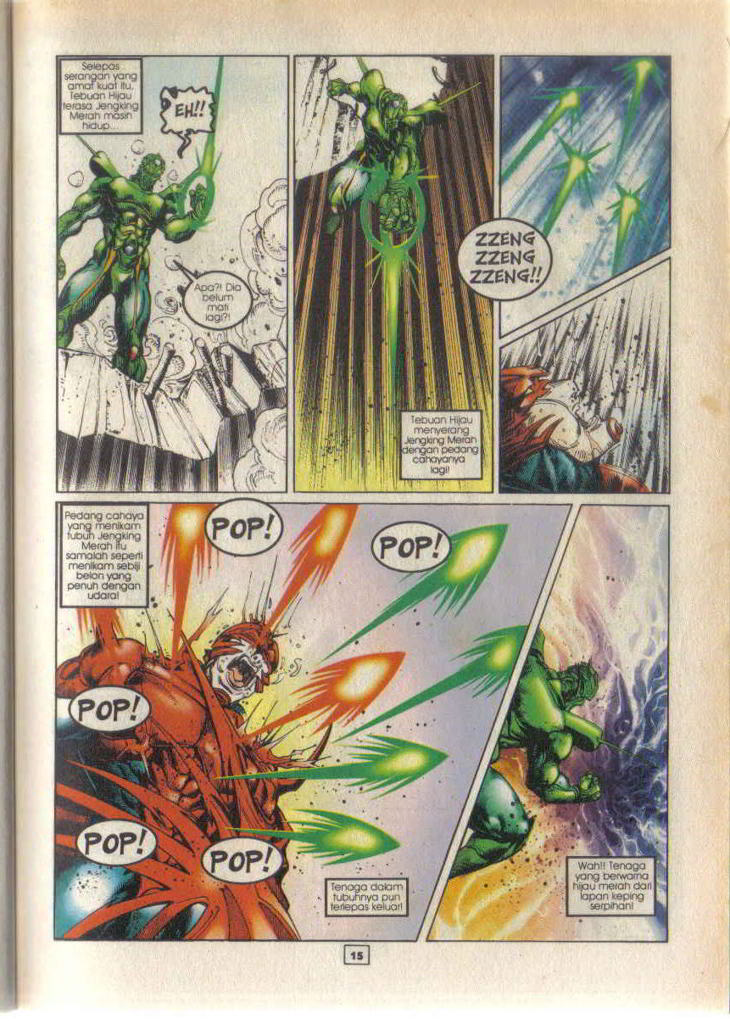 Selepas
serangan yang
amat kuat itu,
Tebuan Hijau
terasa Jengking
Merah masih
hidup...
EH!!
Apa?! Dia
belum
mati
lagi?!
Tebuan Hijau
menyerang
Jengking Merah
dengan pedang
cahayanya
lagi!
ZZENG
ZZENG
ZZENG!!
Pedang cahaya
yang menikam
tubuh Jengking
Merah itu
samalah seperti
menikam sebiji
belon yang
penuh dengan
udara!
POP!
POP!
POP!
POP!
POP!
Tenaga dalam
tubuhnya pun
terlepas keluar!
Wah!! Tenaga
yang berwarna
hijau merah dari
lapan keping
serpihan!
15